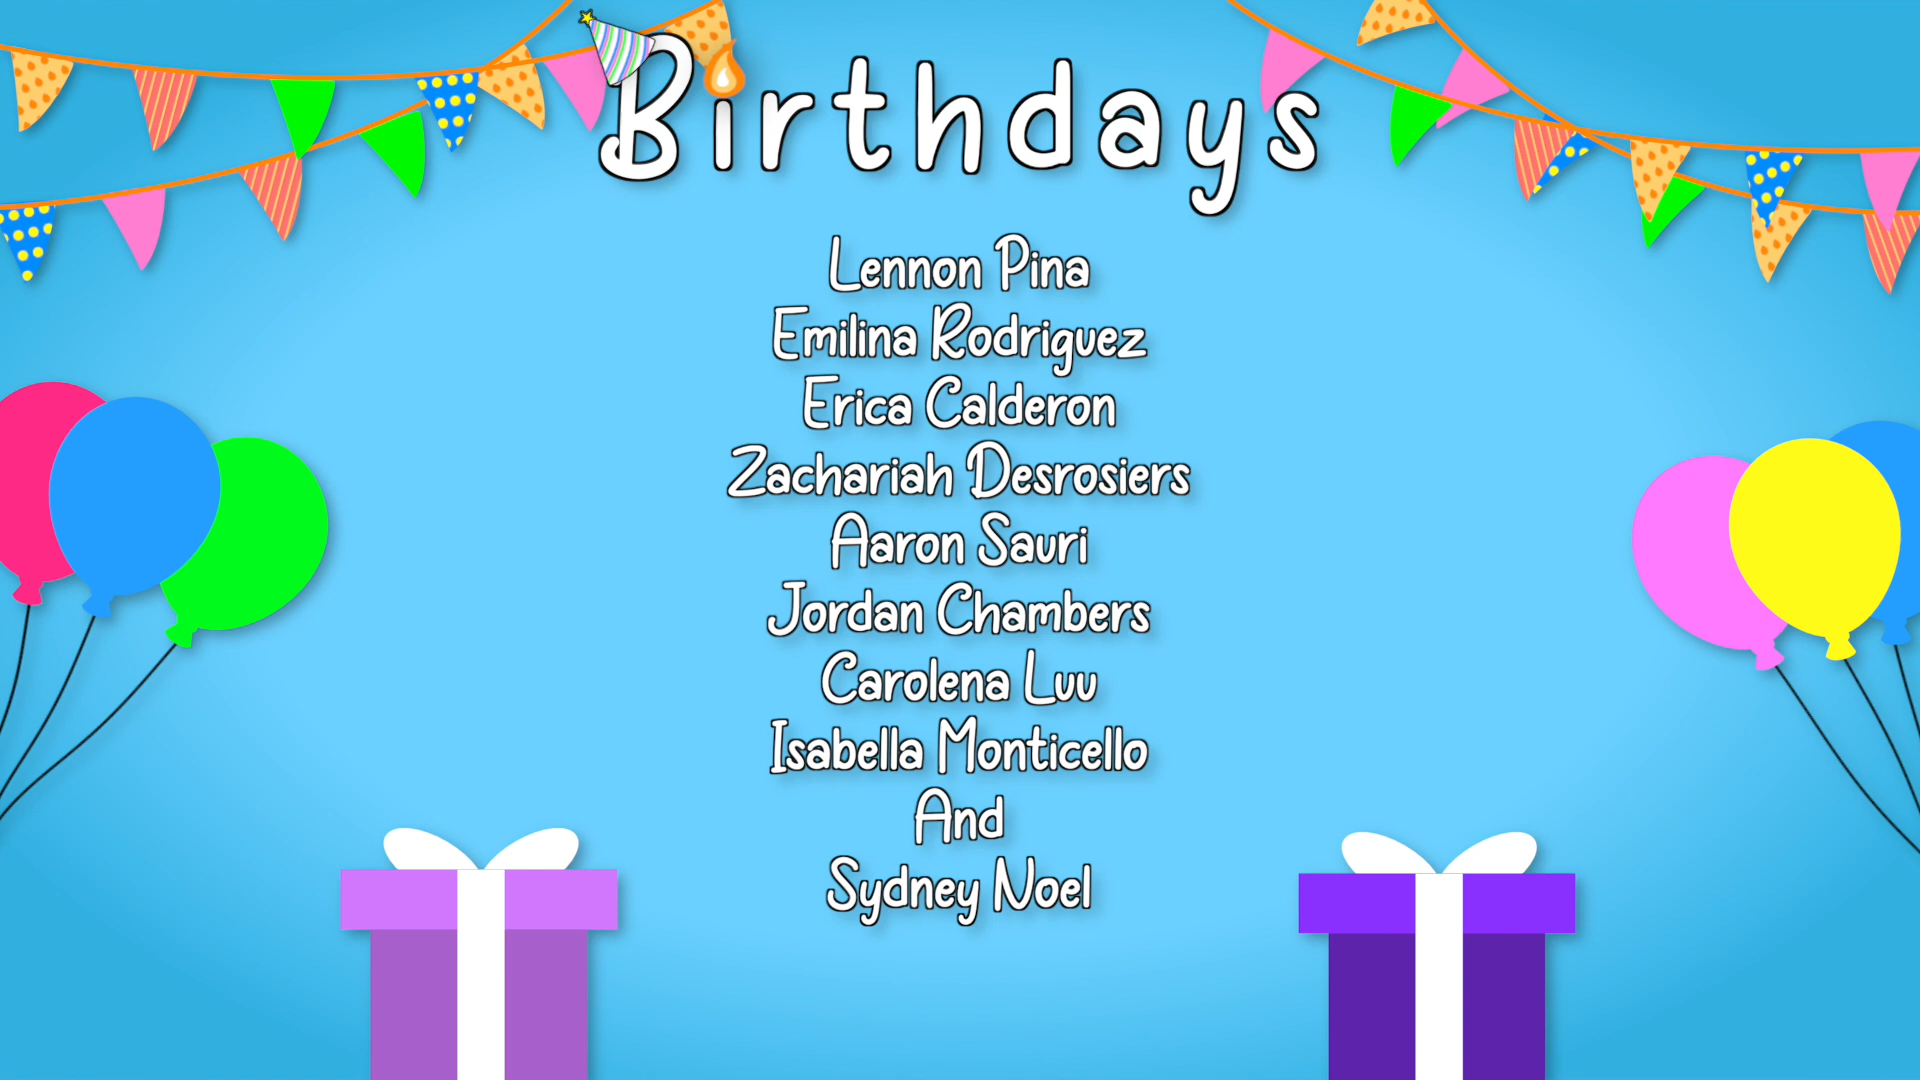 Birthdays
Lennon Pina
Emilina Rodriguez
Erica Calderon
Zachariah Desrosiers
Aaron Sauri
Jordan Chambers
Carolena Luu
Isabella Monticello
And
Sydney Noel